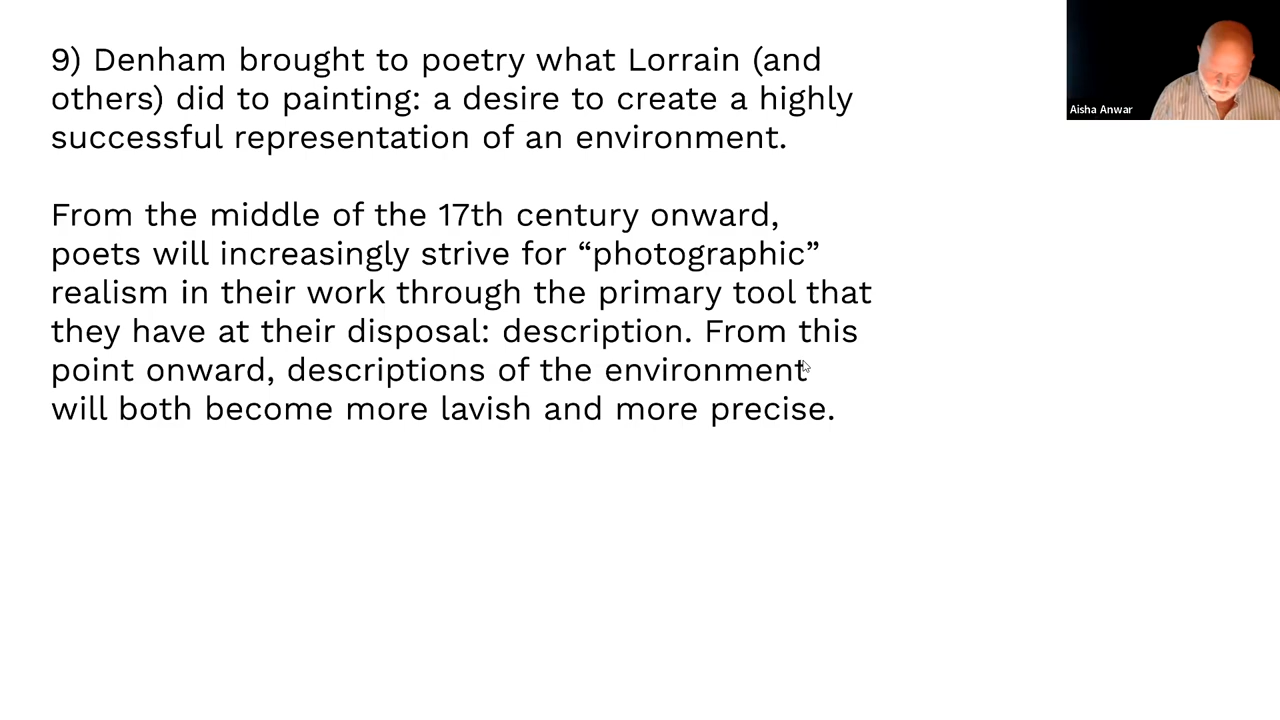 9) Denham brought to poetry what Lorrain (and
others) did to painting: a desire to create a highly
successful representation of an environment.
From the middle of the 17th century onward,
poets will increasingly strive for “photographic”
realism in their work through the primary tool that
they have at their disposal: description. From this
point onward, descriptions of the environment
will both become more lavish and more precise.
Aisha Anwar